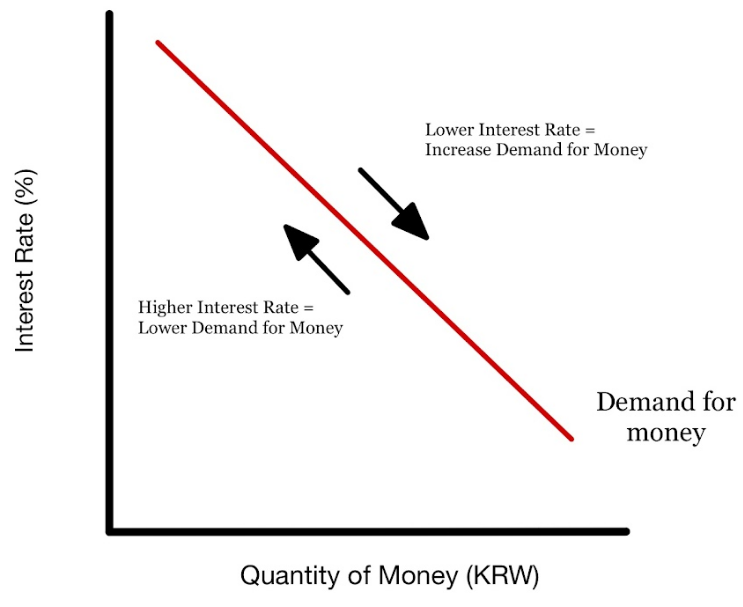 Lower Interest Rate =
Increase Demand for Money
Interest Rate (%)
Higher Interest Rate =
Lower Demand for Money
Demand for
money
Quantity of Money (KRW)